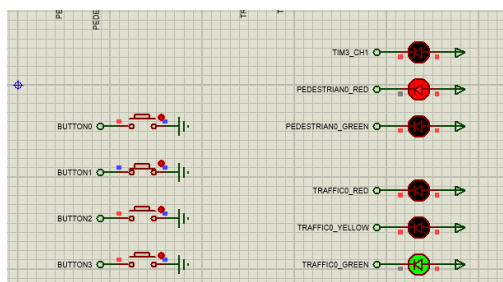 TIM3_CH1
PEDESTRIAN0_RED
BUTTON0
PEDESTRIAN0_GREEN
BUTTON1
TRAFFIC0_RED
BUTTON2
TRAFFIC0_YELLOW
BUTTON3
TRAFFIC0_GREEN